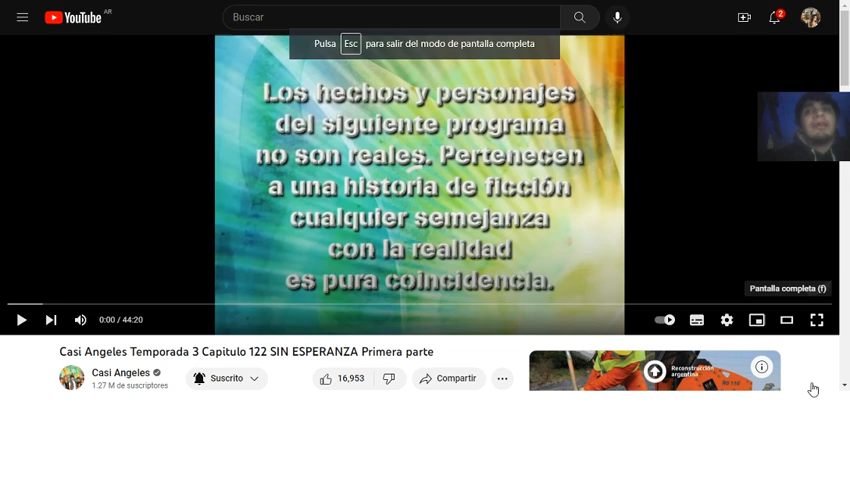 YouTube AR
Buscar
2
Pulsa Esc para salir del modo de pantalla completa
Los hechos y personajes
del siguiente programa
no son reales. Pertenecen
a una historia de ficción
cualquier semejanza
con la realidad
es pura coincidencia.
Pantalla completa (f)
0:00 / 44:20
Casi Angeles Temporada 3 Capitulo 122 SIN ESPERANZA Primera parte
Casi Angeles
1.27 M de suscriptores
Suscrito
16,953
Compartir
Reconstrucción
argentina